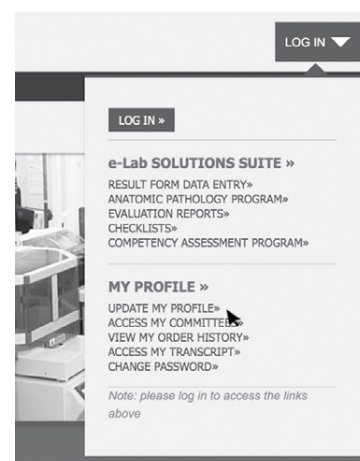 LOG IN
LOG IN »
e-Lab SOLUTIONS SUITE »
RESULT FORM DATA ENTRY»
ANATOMIC PATHOLOGY PROGRAM»
EVALUATION REPORTS»
CHECKLISTS»
COMPETENCY ASSESSMENT PROGRAM»
MY PROFILE »
UPDATE MY PROFILE»
ACCESS MY COMMITTEES»
VIEW MY ORDER HISTORY»
ACCESS MY TRANSCRIPT»
CHANGE PASSWORD»
Note: please log in to access the links
above